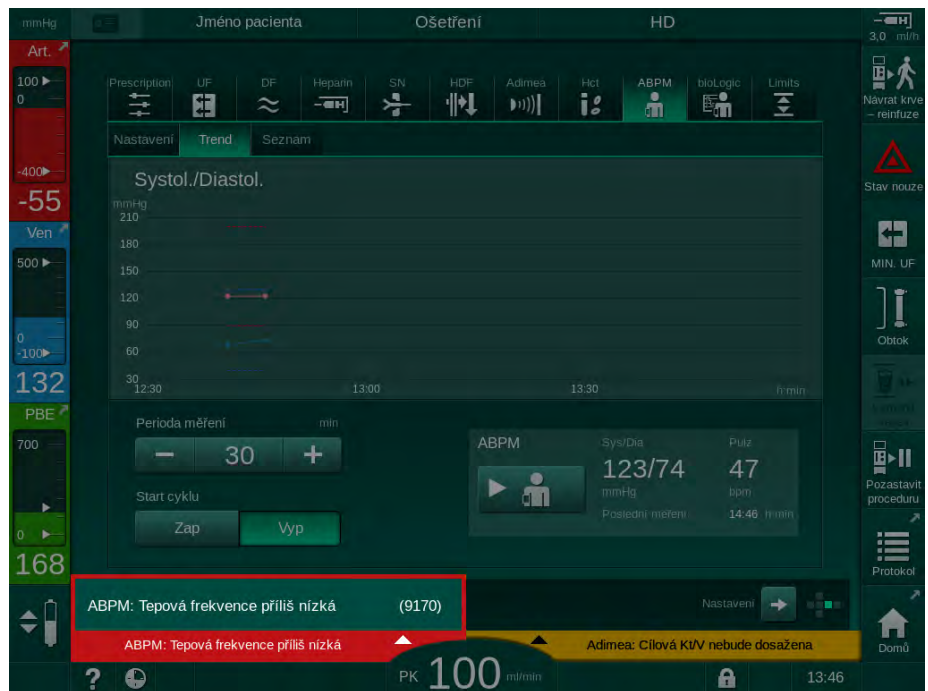 mmHg
Jméno pacienta
Ošetření
HD
3,0 ml/h
Art.
100
0
-400
-55
Ven
500
0
-100
132
PBE
700
0
168
Prescription
UF
DF
Heparin
SN
HDF
Adimea
Hct
ABPM
bioLogic
Limits
Nastavení
Trend
Seznam
Systol./Diastol.
mmHg
210
180
150
120
90
60
30
12:30
13:00
13:30
h:min
Perioda měření
min
30
Start cyklu
Zap
Vyp
ABPM
Sys/Dia
Pulz
123/74
47
mmHg
bpm
Poslední měření
14:46 h:min
ABPM: Tepová frekvence příliš nízká (9170)
Nastavení
ABPM: Tepová frekvence příliš nízká
Adimea: Cílová Kt/V nebude dosažena
?
PK 100 ml/min
13:46
Návrat krve
– reinfuze
Stav nouze
MIN. UF
Obtok
Pozastavit
proceduru
Protokol
Domů